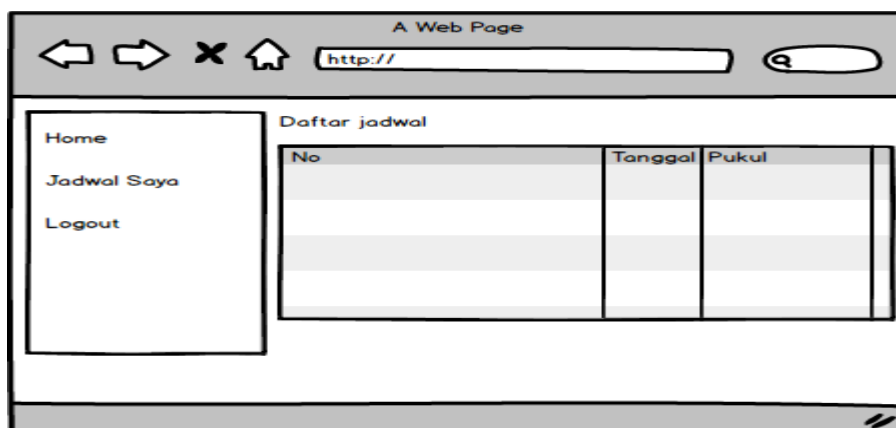 A Web Page
http://
Home
Jadwal Saya
Logout
Daftar jadwal
No Tanggal Pukul